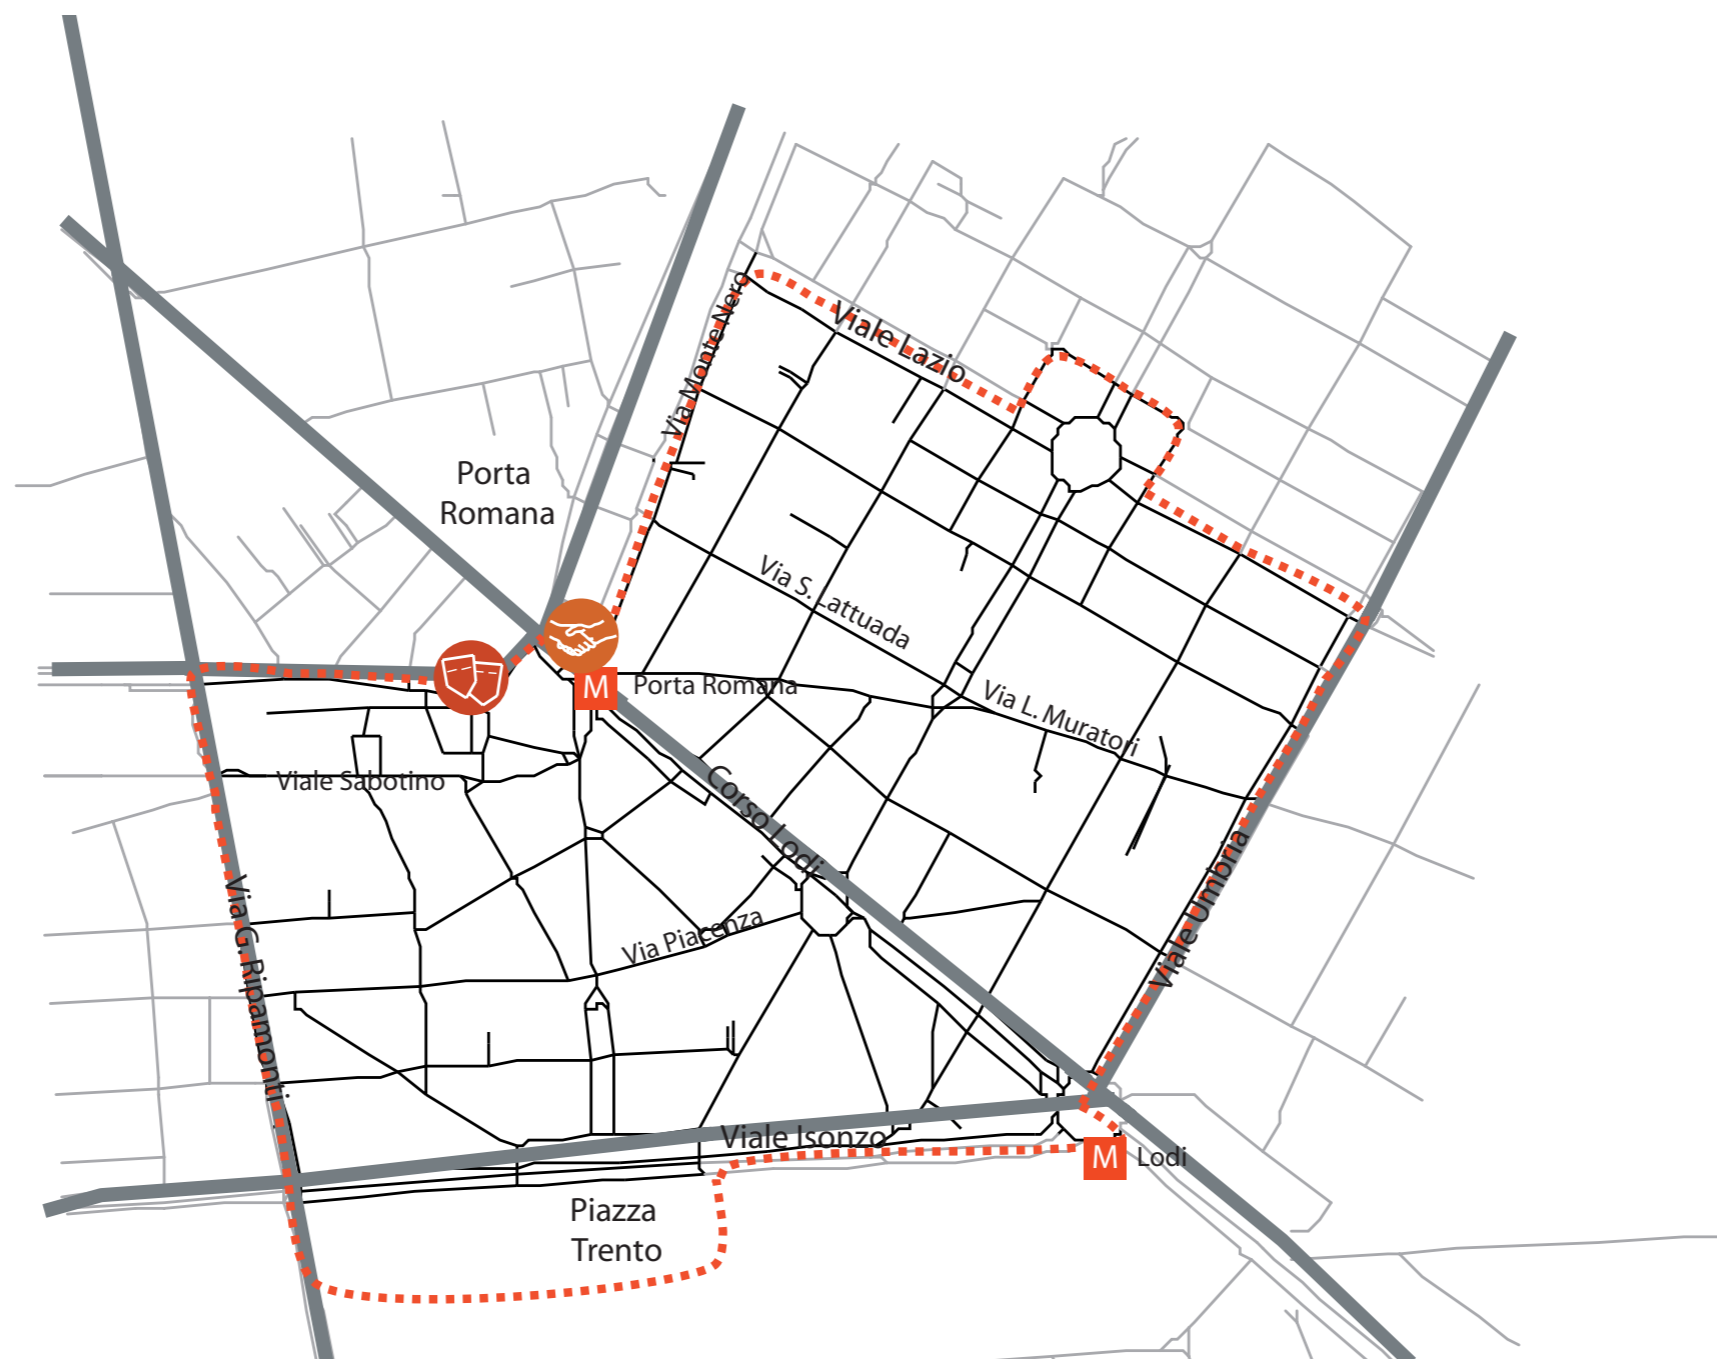 Via Monte Nero
Viale Lazio
Porta
Romana
Via S. Lattuada
M
Porta Romana
Via L. Muratori
Viale Sabotino
Corso Lodi
Viale Umbria
Via G. Ripamonti
Via Piacenza
Viale Isonzo
M
Lodi
Piazza
Trento